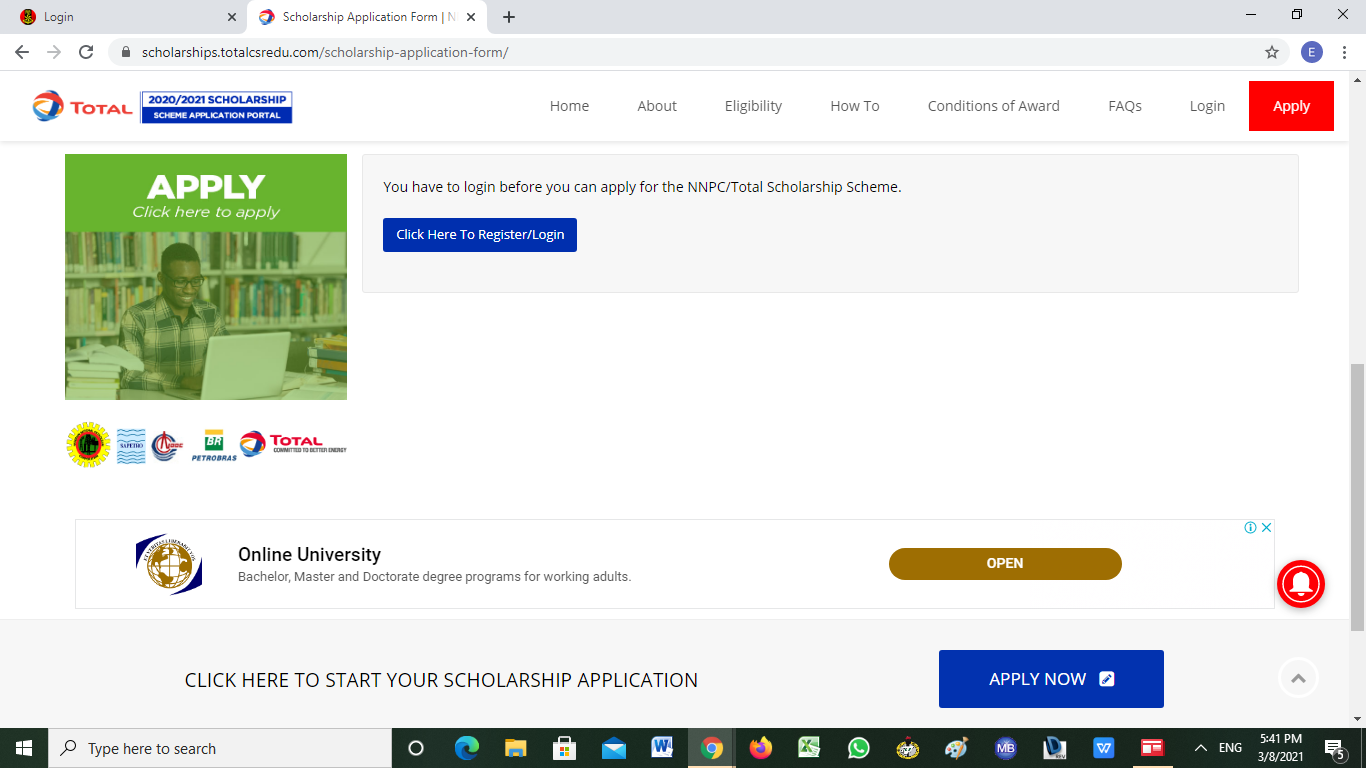 Login
Scholarship Application Form | N
scholarships.totalcsredu.com/scholarship-application-form/
E
TOTAL
2020/2021 SCHOLARSHIP
SCHEME APPLICATION PORTAL
Home
About
Eligibility
How To
Conditions of Award
FAQs
Login
Apply
APPLY
Click here to apply
You have to login before you can apply for the NNPC/Total Scholarship Scheme.
Click Here To Register/Login
SAPETRO
BR
PETROBRAS
TOTAL
COMMITTED TO BETTER ENERGY
Online University
Bachelor, Master and Doctorate degree programs for working adults.
OPEN
CLICK HERE TO START YOUR SCHOLARSHIP APPLICATION
APPLY NOW
Type here to search
MB
ENG
5:41 PM
3/8/2021
5